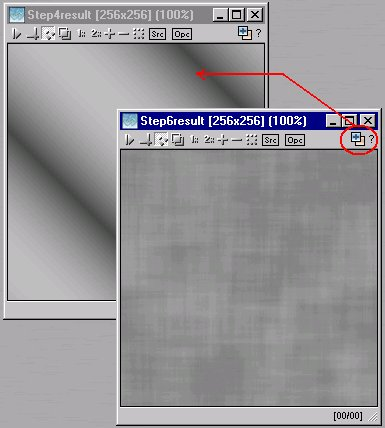 Step4result [256x256] (100%)
1x 2x Src Opc ?
Step6result [256x256] (100%)
1x 2x Src Opc ?
[00/00]